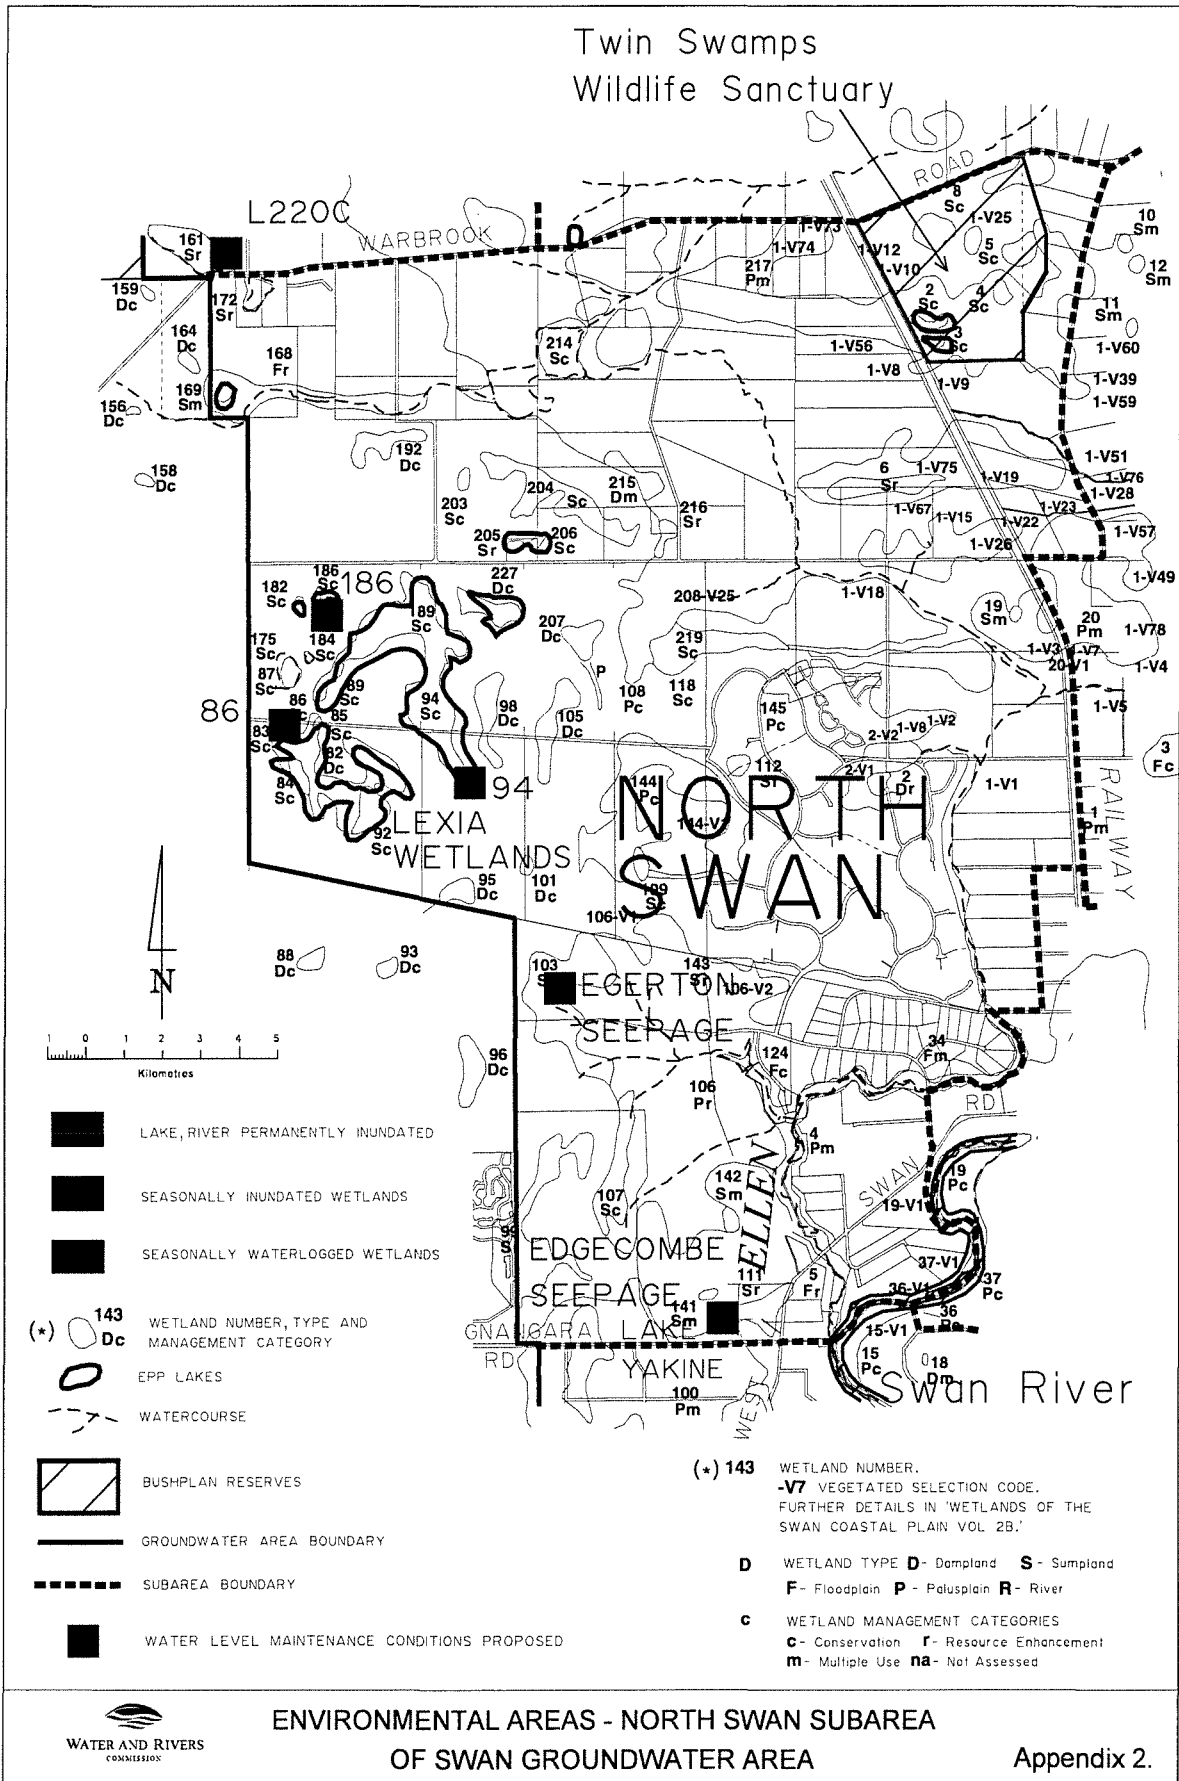 Twin Swamps
Wildlife Sanctuary
ROAD
8
Sc
1-V25
L220C
WARBROOK
161
Sr
1-V73
1-V74
1-V12
1-V10
5
Sc
10
Sm
217
Pm
12
Sm
159
Dc
172
Sr
2
Sc
4
Sc
11
Sm
164
Dc
214
Sc
3
Sc
1-V56
1-V60
168
Fr
1-V8
1-V9
1-V39
169
Sm
1-V59
156
Dc
192
Dc
1-V51
158
Dc
6
Sr
1-V75
1-V19
1-V76
1-V28
203
Sc
204
Sc
215
Dm
216
Sr
1-V67
1-V15
1-V22
1-V23
205
Sr
206
Sc
1-V26
1-V57
186
Sc
186
227
Dc
1-V49
182
Sc
89
Sc
208-V25
1-V18
19
Sm
20
Pm
175
Sc
184
Sc
207
Dc
219
Sc
1-V78
1-V3
1-V7
20-V1
1-V4
87
Sc
P
89
Sc
94
Sc
98
Dc
105
Dc
108
Pc
118
Sc
145
Pc
1-V5
86
86
83
Sc
85
Sc
1-V2
1-V8
2-V2
82
Dc
3
Fc
84
Sc
94
144
Pc
112
2-V1
2
Dr
1-V1
RAILWAY
NORTH
SWAN
1
Pm
92
Sc
LEXIA
WETLANDS
95
Dc
101
Dc
106-V1
88
Dc
93
Dc
103
143
Sr
106-V2
EGERTON
SEEPAGE
N
34
Fm
1 0 1 2 3 4 5
Kilometres
96
Dc
124
Fc
106
Pr
RD
LAKE, RIVER PERMANENTLY INUNDATED
4
Pm
SWAN
19
Pc
SEASONALLY INUNDATED WETLANDS
142
Sm
107
Sc
19-V1
ELLEN
SEASONALLY WATERLOGGED WETLANDS
EDGECOMBE
SEEPAGE
111
Sr
5
Fr
37-V1
36-V1
37
Pc
(*) 143
Dc
WETLAND NUMBER, TYPE AND
MANAGEMENT CATEGORY
141
Sm
36
15-V1
GNANGARA
RD
LAKE
YAKINE
15
Pc
18
Dm
EPP LAKES
100
Pm
WEST
Swan River
WATERCOURSE
BUSHPLAN RESERVES
GROUNDWATER AREA BOUNDARY
SUBAREA BOUNDARY
WATER LEVEL MAINTENANCE CONDITIONS PROPOSED
(*) 143 WETLAND NUMBER.
-V7 VEGETATED SELECTION CODE.
FURTHER DETAILS IN 'WETLANDS OF THE
SWAN COASTAL PLAIN VOL 2B.'
D WETLAND TYPE D- Dampland S - Sumpland
F- Floodplain P - Palusplain R- River
c WETLAND MANAGEMENT CATEGORIES
c- Conservation r- Resource Enhancement
m- Multiple Use na- Not Assessed
WATER AND RIVERS
COMMISSION
ENVIRONMENTAL AREAS - NORTH SWAN SUBAREA
OF SWAN GROUNDWATER AREA
Appendix 2.